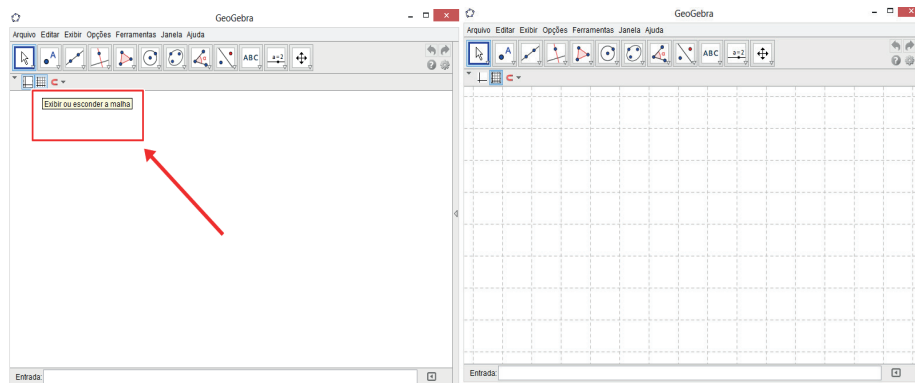 GeoGebra
Arquivo Editar Exibir Opções Ferramentas Janela Ajuda
A
α
ABC
a=2
Exibir ou esconder a malha
Entrada:
GeoGebra
Arquivo Editar Exibir Opções Ferramentas Janela Ajuda
A
α
ABC
a=2
Entrada: